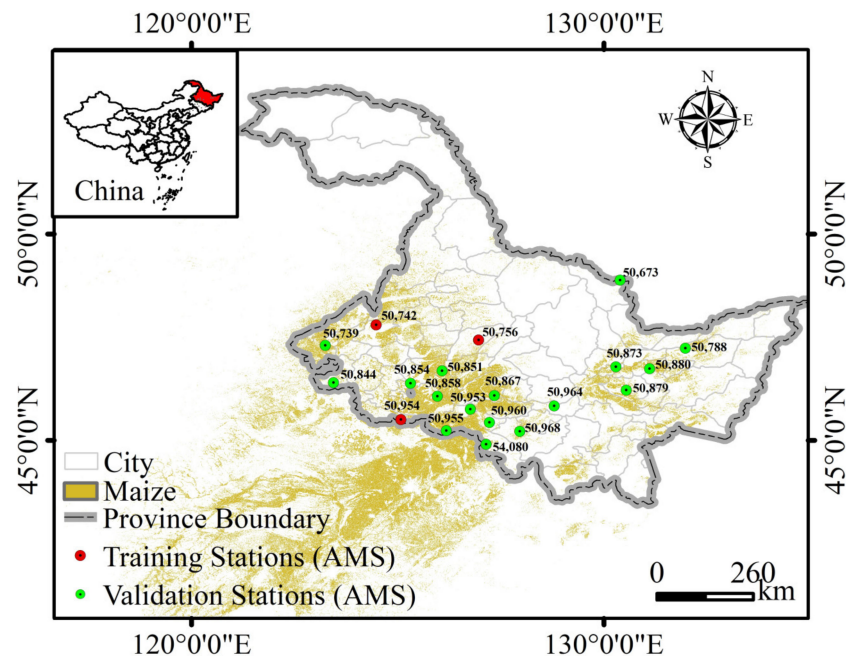 120°0'0"E
130°0'0"E
N
W
E
S
China
50°0'0"N
50°0'0"N
50,673
50,742
50,739
50,756
50,788
50,873
50,880
50,854
50,851
50,844
50,858
50,867
50,879
50,953
50,964
50,954
50,955
50,960
50,968
54,080
45°0'0"N
45°0'0"N
City
Maize
Province Boundary
Training Stations (AMS)
Validation Stations (AMS)
0
260
km
120°0'0"E
130°0'0"E